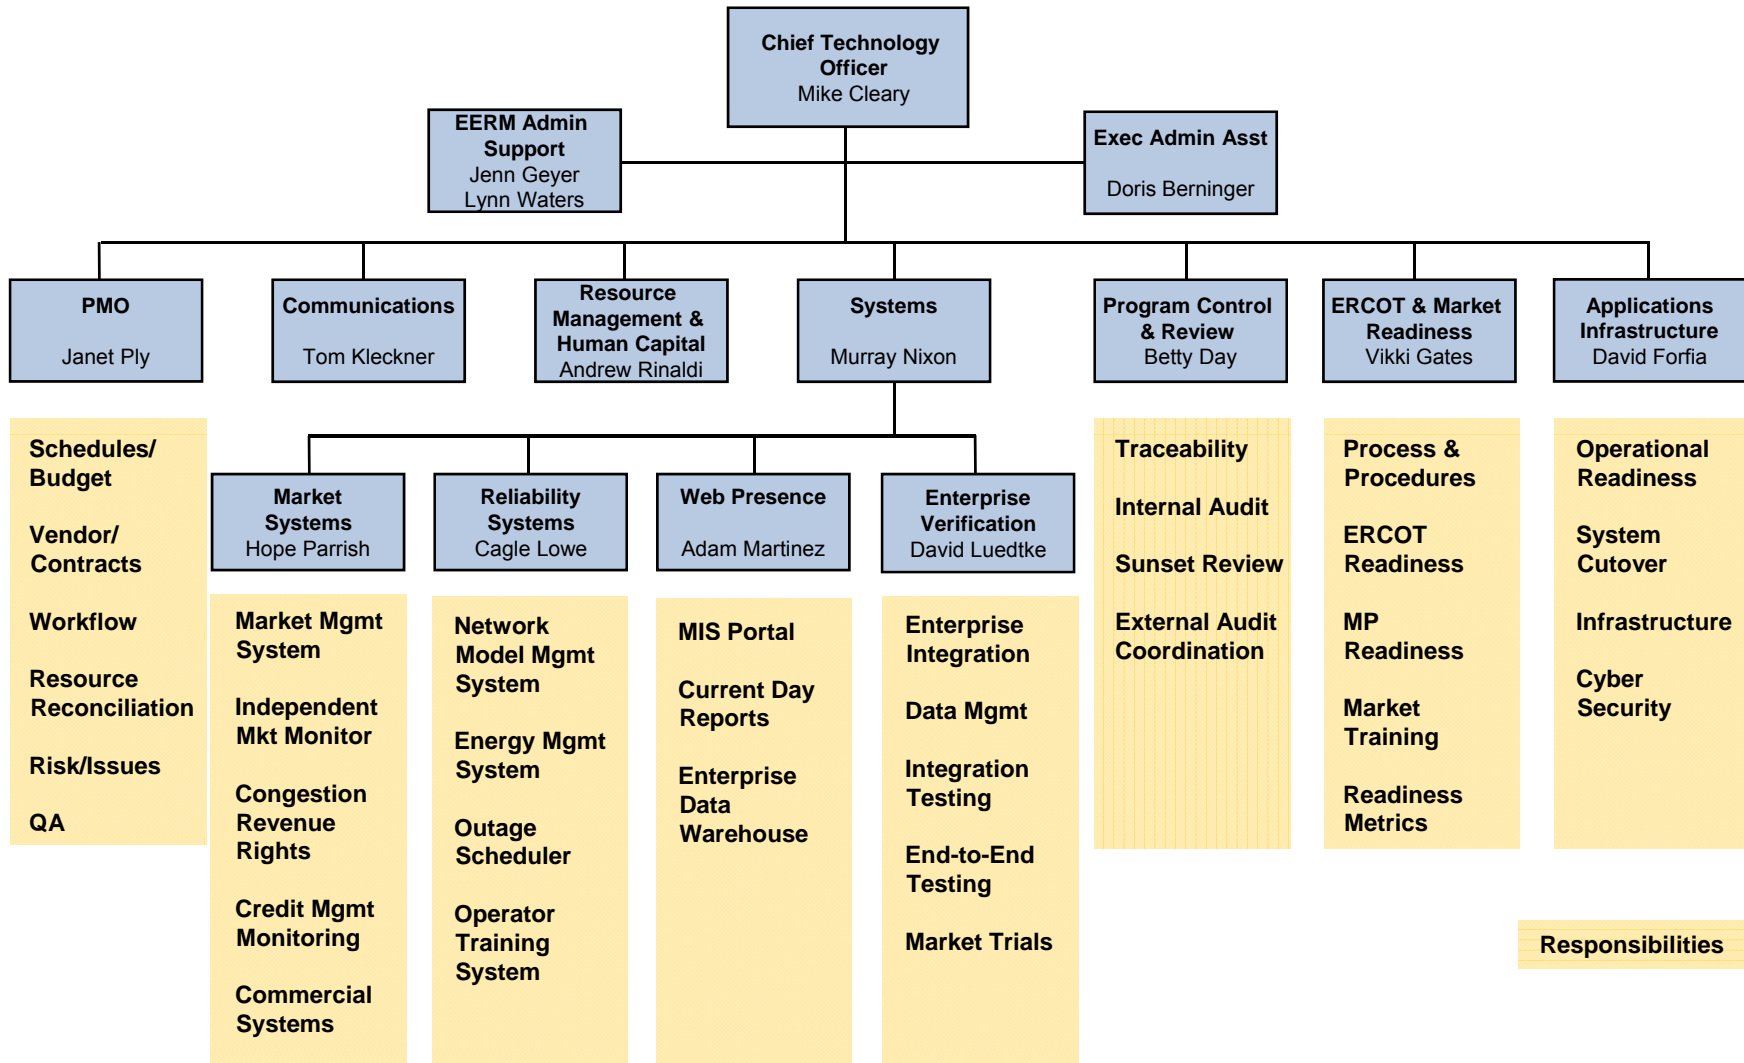 Chief Technology
Officer
Mike Cleary
EERM Admin
Support
Jenn Geyer
Lynn Waters
Exec Admin Asst
Doris Berninger
PMO
Janet Ply
Communications
Tom Kleckner
Resource
Management &
Human Capital
Andrew Rinaldi
Systems
Murray Nixon
Program Control
& Review
Betty Day
ERCOT & Market
Readiness
Vikki Gates
Applications
Infrastructure
David Forfia
Schedules/
Budget
Vendor/
Contracts
Workflow
Resource
Reconciliation
Risk/Issues
QA
Market
Systems
Hope Parrish
Reliability
Systems
Cagle Lowe
Web Presence
Adam Martinez
Enterprise
Verification
David Luedtke
Market Mgmt
System
Independent
Mkt Monitor
Congestion
Revenue
Rights
Credit Mgmt
Monitoring
Commercial
Systems
Network
Model Mgmt
System
Energy Mgmt
System
Outage
Scheduler
Operator
Training
System
MIS Portal
Current Day
Reports
Enterprise
Data
Warehouse
Enterprise
Integration
Data Mgmt
Integration
Testing
End-to-End
Testing
Market Trials
Traceability
Internal Audit
Sunset Review
External Audit
Coordination
Process &
Procedures
ERCOT
Readiness
MP
Readiness
Market
Training
Readiness
Metrics
Operational
Readiness
System
Cutover
Infrastructure
Cyber
Security
Responsibilities